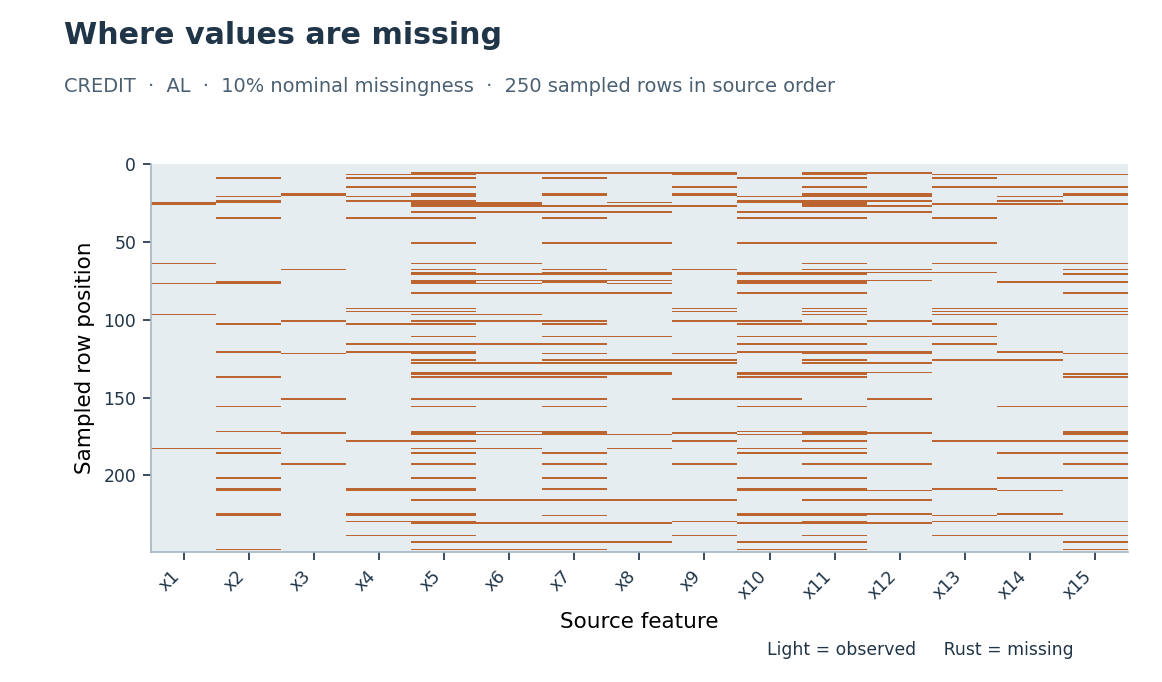 Where values are missing
CREDIT · AL · 10% nominal missingness · 250 sampled rows in source order
0
50
100
150
200
Sampled row position
x1 x2 x3 x4 x5 x6 x7 x8 x9 x10 x11 x12 x13 x14 x15
Source feature
Light = observed Rust = missing